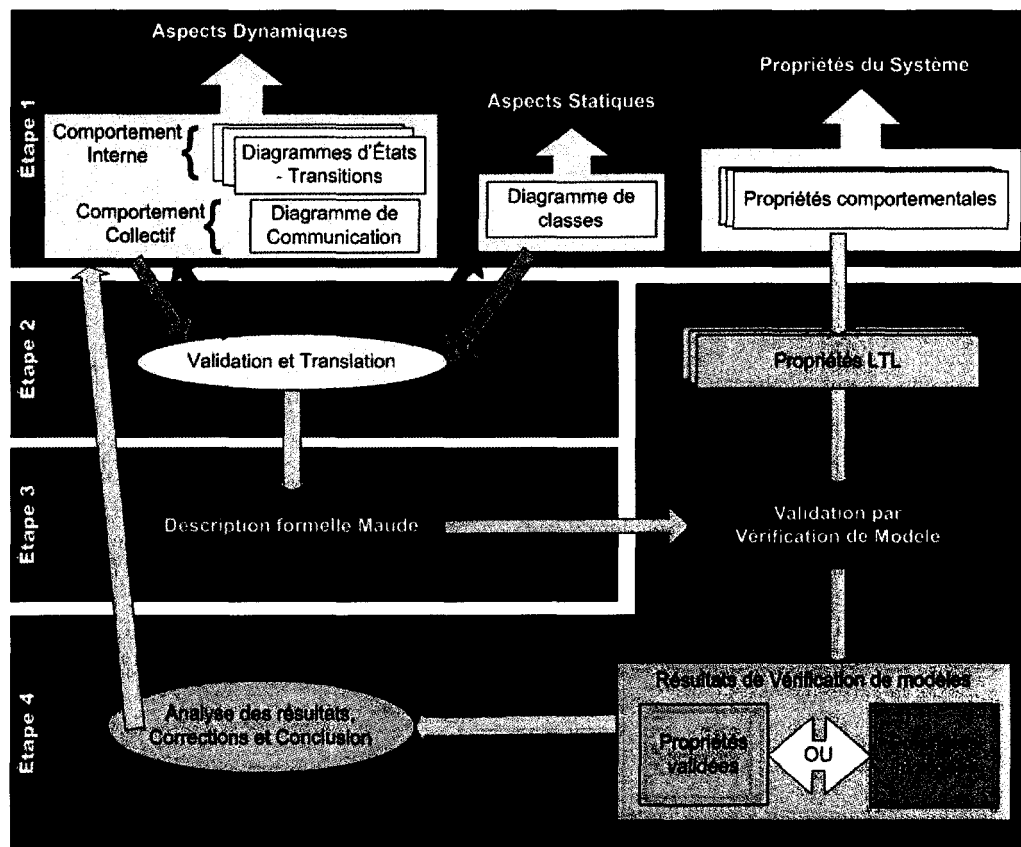 Étape 1
Aspects Dynamiques
Comportement
Interne
{
Diagrammes d'États
- Transitions
Comportement
Collectif
{
Diagramme de
Communication
Aspects Statiques
Diagramme de
classes
Propriétés du Système
Propriétés comportementales
Étape 2
Validation et Translation
Propriétés LTL
Étape 3
Description formelle Maude
Validation par
Vérification de Modele
Étape 4
Analyse des résultats,
Corrections et Conclusion
Résultats de Vérification de modèles
Propriétés
validées
OU